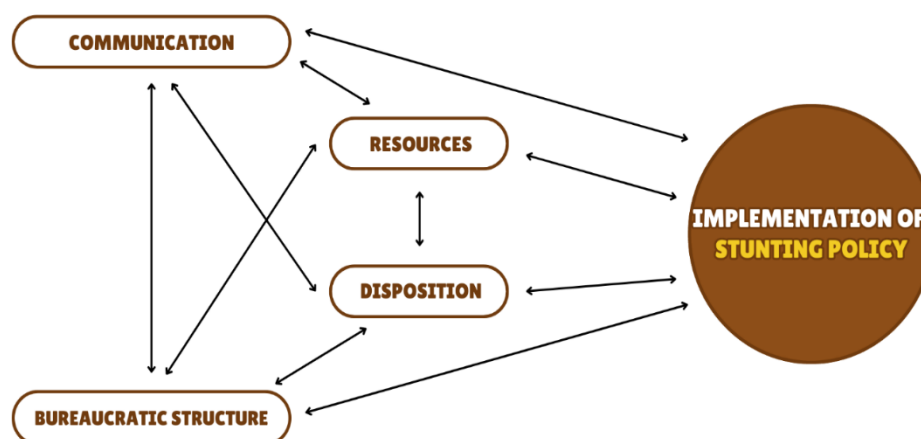 COMMUNICATION
RESOURCES
IMPLEMENTATION OF
STUNTING POLICY
DISPOSITION
BUREAUCRATIC STRUCTURE